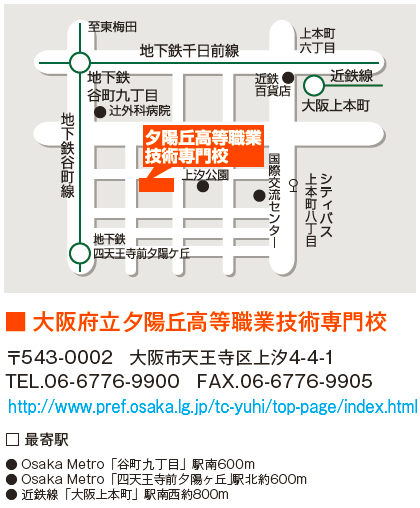 至東梅田
地下鉄千日前線
上本町
六丁目
地下鉄
谷町九丁目
近鉄
百貨店
近鉄線
大阪上本町
辻外科病院
地下鉄谷町線
夕陽丘高等職業
技術専門校
上汐公園
国際交流センター
シティバス
上本町八丁目
地下鉄
四天王寺前夕陽ケ丘
■ 大阪府立夕陽丘高等職業技術専門校
〒543-0002 大阪市天王寺区上汐4-4-1
TEL.06-6776-9900 FAX.06-6776-9905
http://www.pref.osaka.lg.jp/tc-yuhi/top-page/index.html
□ 最寄駅
● Osaka Metro「谷町九丁目」駅南600m
● Osaka Metro「四天王寺前夕陽ヶ丘」駅北約600m
● 近鉄線「大阪上本町」駅南西約800m